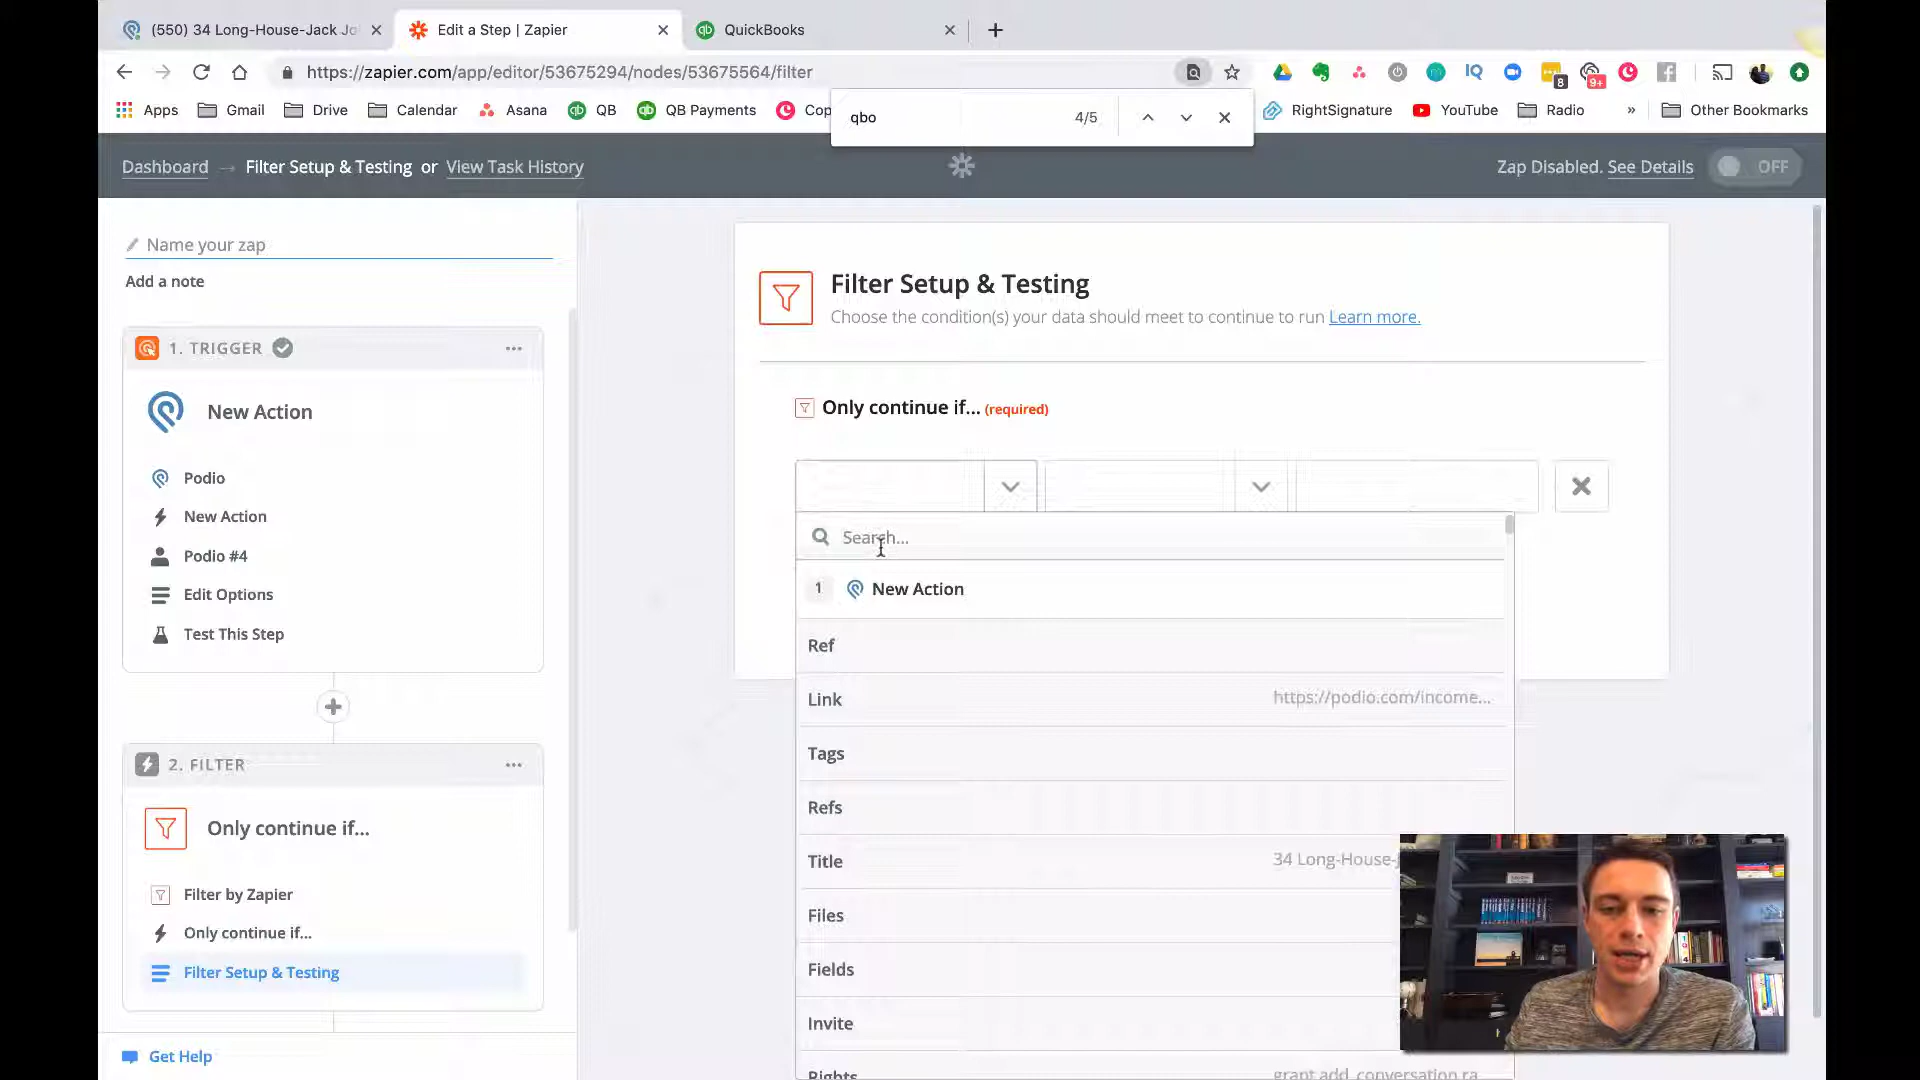 (550) 34 Long-House-Jack Jo
Edit a Step | Zapier
QuickBooks
https://zapier.com/app/editor/53675294/nodes/53675564/filter
8
9+
Apps
Gmail
Drive
Calendar
Asana
QB
QB Payments
Cop
RightSignature
YouTube
Radio
»
Other Bookmarks
qbo
4/5
Dashboard → Filter Setup & Testing or View Task History
Zap Disabled. See Details
OFF
Name your zap
Add a note
1. TRIGGER
New Action
Podio
New Action
Podio #4
Edit Options
Test This Step
2. FILTER
Only continue if...
Filter by Zapier
Only continue if...
Filter Setup & Testing
Get Help
Filter Setup & Testing
Choose the condition(s) your data should meet to continue to run Learn more.
Only continue if... (required)
Search...
1 New Action
Ref
Link https://podio.com/income...
Tags
Refs
Title 34 Long-House-J
Files
Fields
Invite
Rights grant add_conversation ra